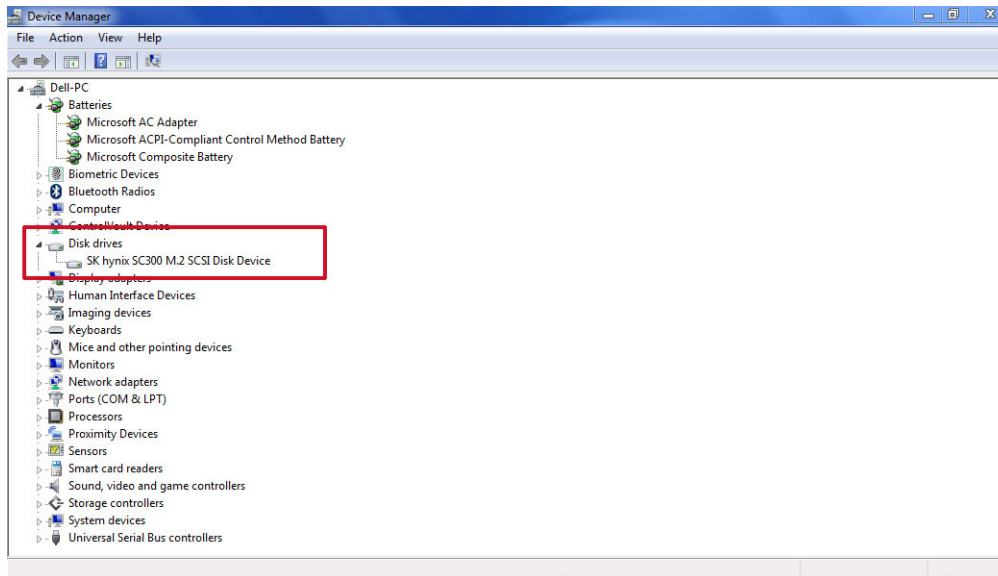 Device Manager
File Action View Help
Dell-PC
Batteries
Microsoft AC Adapter
Microsoft ACPI-Compliant Control Method Battery
Microsoft Composite Battery
Biometric Devices
Bluetooth Radios
Computer
ControlVault Device
Disk drives
SK hynix SC300 M.2 SCSI Disk Device
Display adapters
Human Interface Devices
Imaging devices
Keyboards
Mice and other pointing devices
Monitors
Network adapters
Ports (COM & LPT)
Processors
Proximity Devices
Sensors
Smart card readers
Sound, video and game controllers
Storage controllers
System devices
Universal Serial Bus controllers